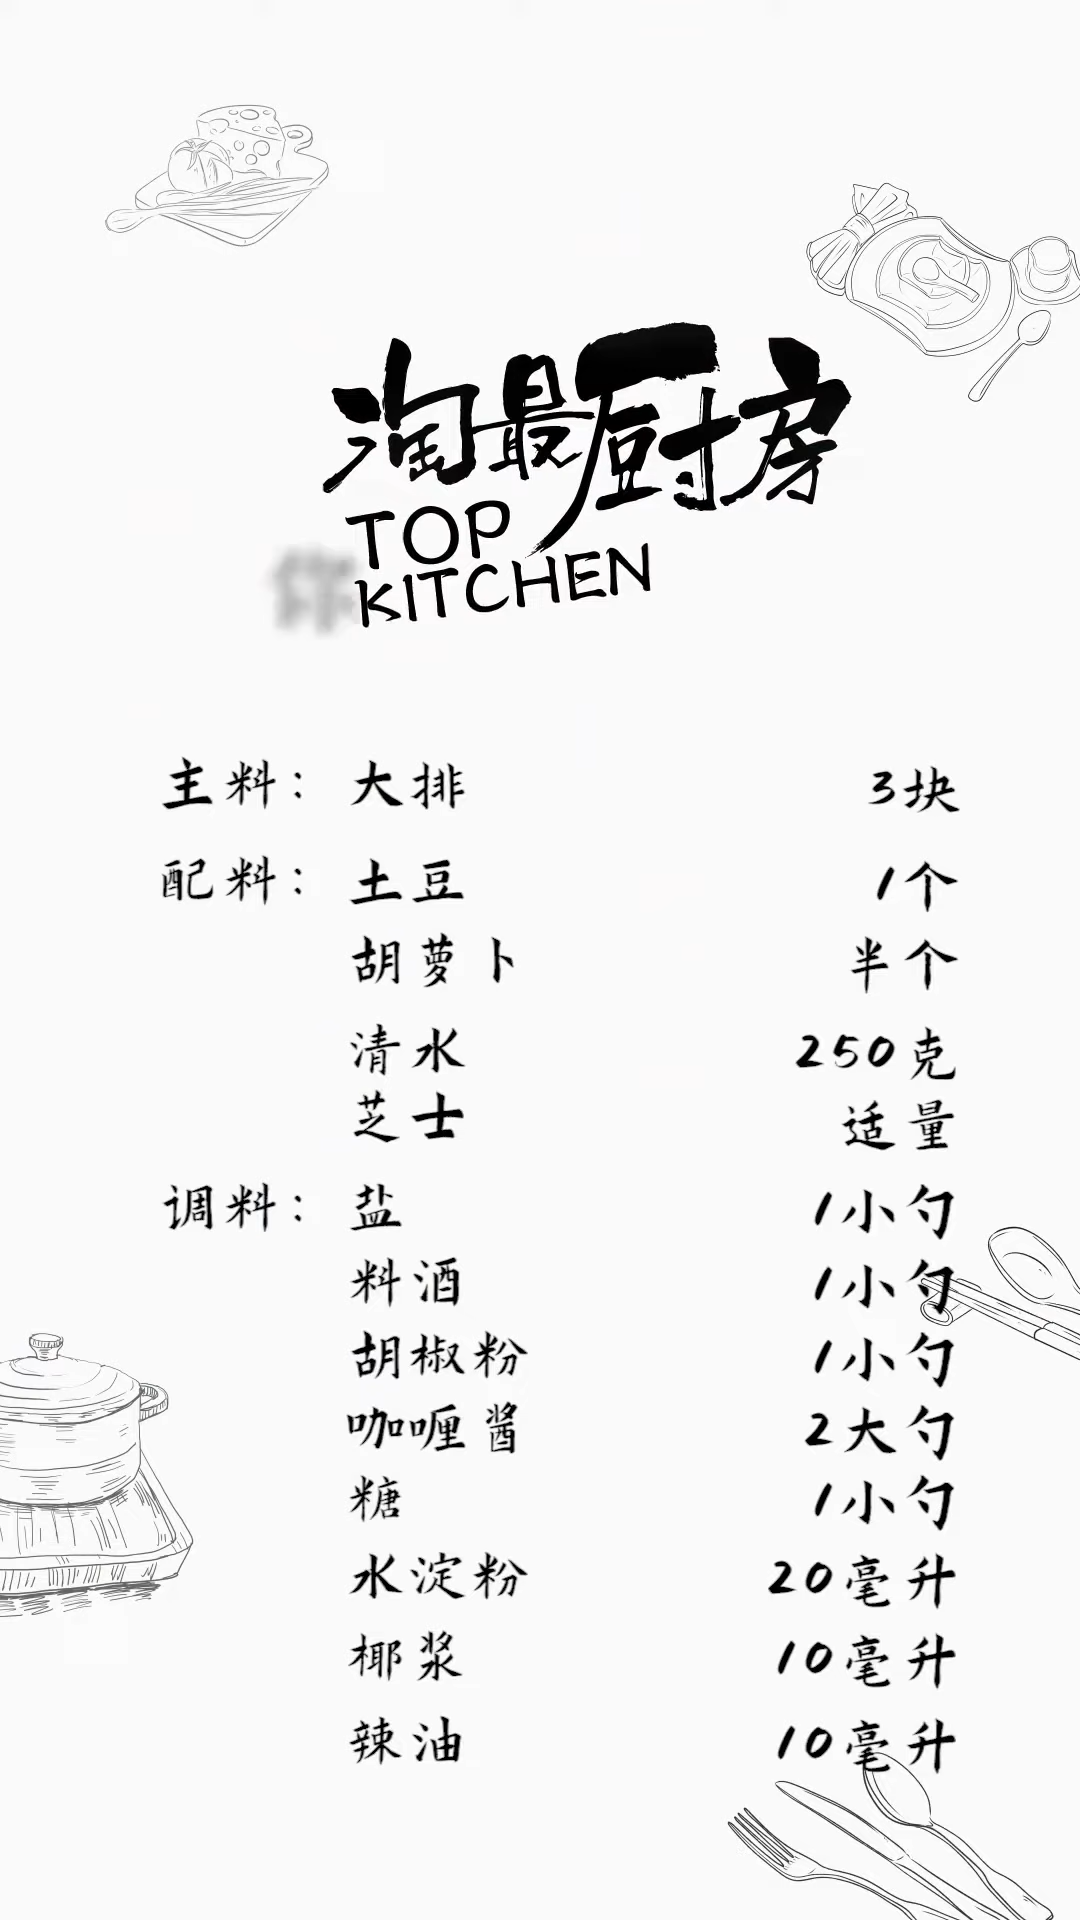 淘最厨房
TOP
KITCHEN
主料：大排 3块
配料：土豆 1个
胡萝卜 半个
清水 250克
芝士 适量
调料：盐 1小勺
料酒 1小勺
胡椒粉 1小勺
咖喱酱 2大勺
糖 1小勺
水淀粉 20毫升
椰浆 10毫升
辣油 10毫升